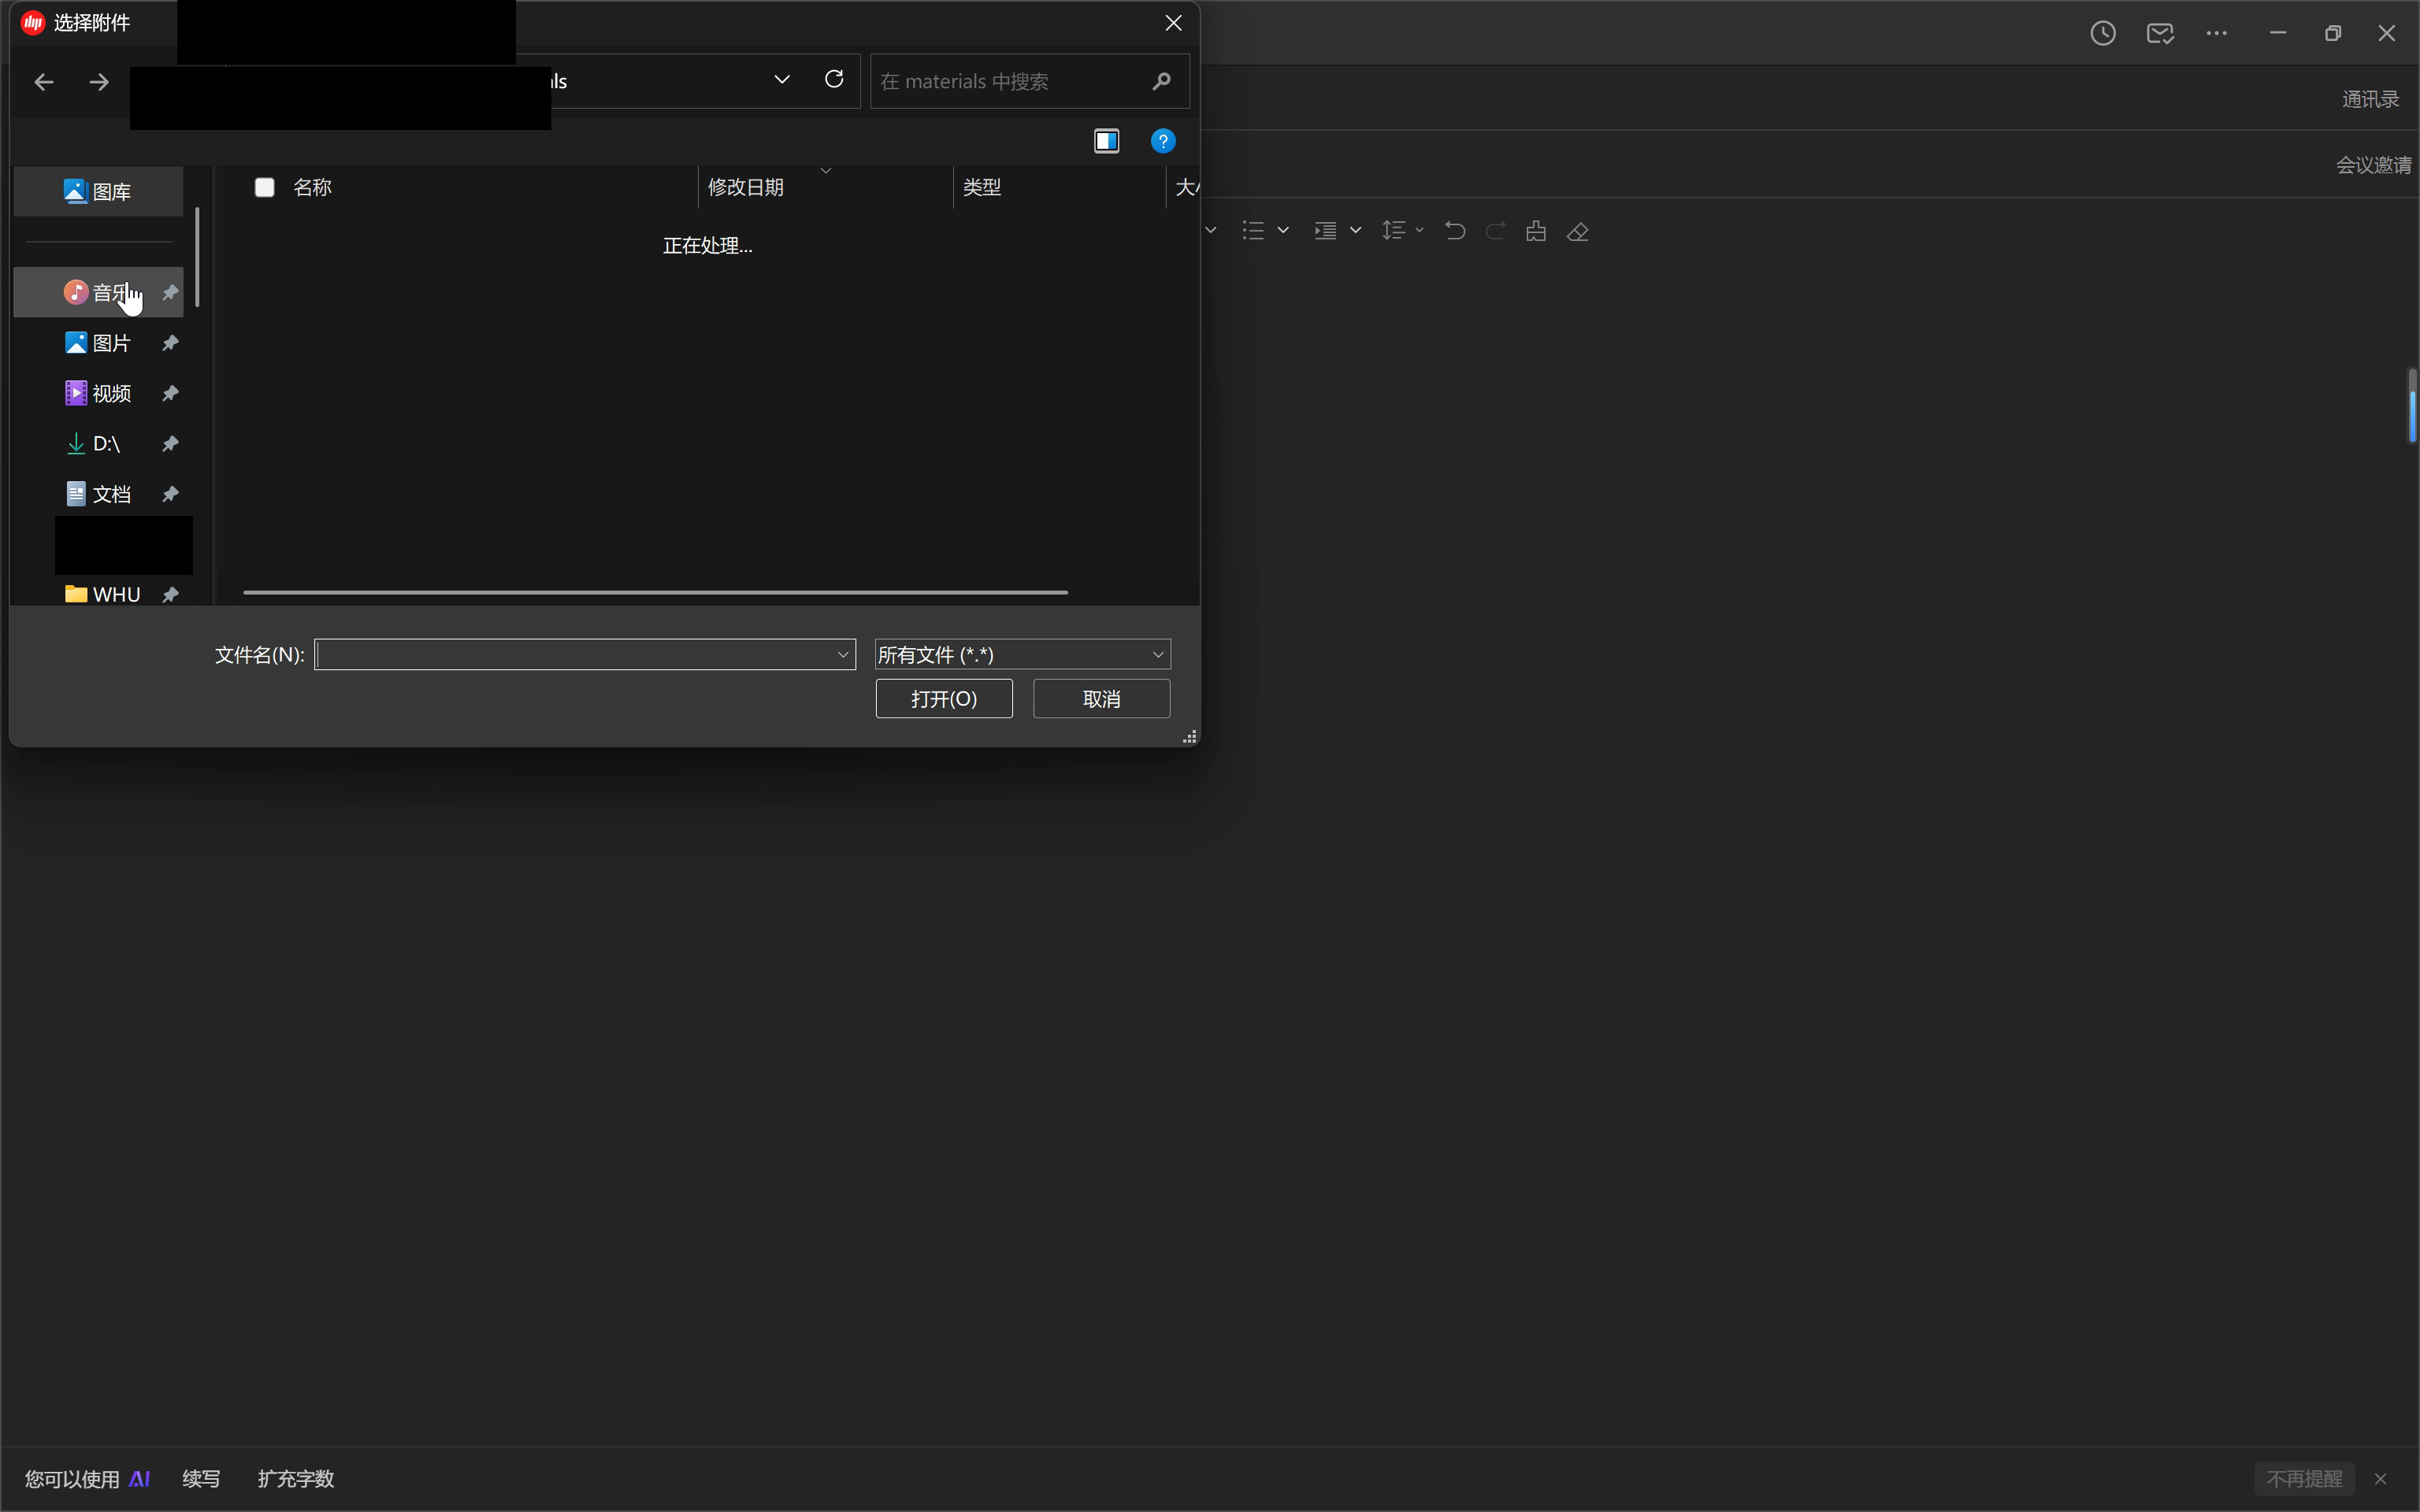 选择附件
在 materials 中搜索
通讯录
会议邀请
图库
名称
修改日期
类型
正在处理...
音乐
图片
视频
D:\
文档
WHU
文件名(N):
所有文件 (*.*)
打开(O)
取消
您可以使用 AI 续写 扩充字数
不再提醒